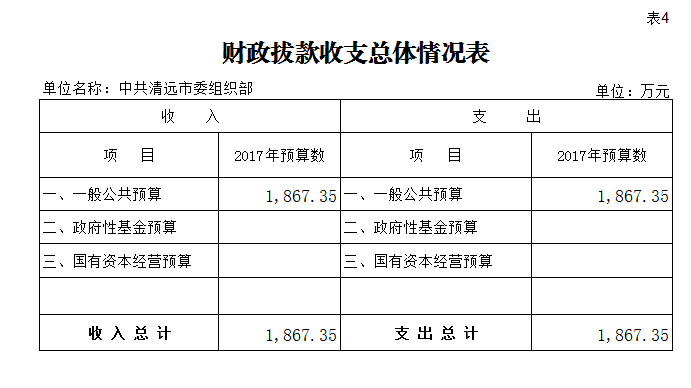 表4
财政拨款收支总体情况表
单位名称：中共清远市委组织部 单位：万元
收 入 支 出
项 目 2017年预算数 项 目 2017年预算数
一、一般公共预算 1,867.35 一、一般公共预算 1,867.35
二、政府性基金预算 二、政府性基金预算
三、国有资本经营预算 三、国有资本经营预算
收 入 总 计 1,867.35 支 出 总 计 1,867.35